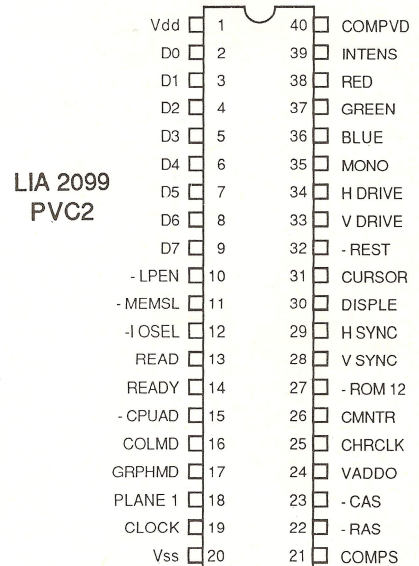 Vdd 1 40 COMPVD
D0 2 39 INTENS
D1 3 38 RED
D2 4 37 GREEN
D3 5 36 BLUE
D4 6 35 MONO
LIA 2099
PVC2
D5 7 34 H DRIVE
D6 8 33 V DRIVE
D7 9 32 - REST
- LPEN 10 31 CURSOR
- MEMSL 11 30 DISPLE
-I OSEL 12 29 H SYNC
READ 13 28 V SYNC
READY 14 27 - ROM 12
- CPUAD 15 26 CMNTR
COLMD 16 25 CHRCLK
GRPHMD 17 24 VADDO
PLANE 1 18 23 - CAS
CLOCK 19 22 - RAS
Vss 20 21 COMPS